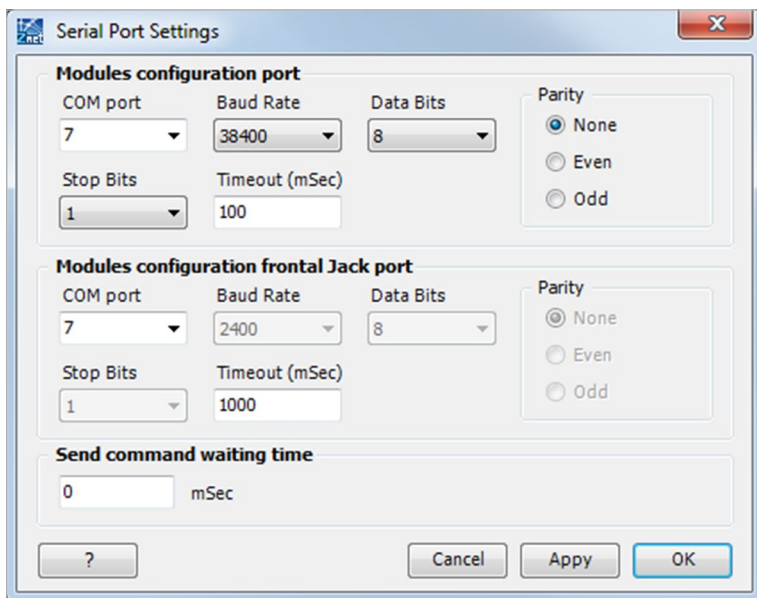 Z-NET
Serial Port Settings
Modules configuration port
COM port Baud Rate Data Bits Parity
7 38400 8 None
Even
Stop Bits Timeout (mSec) Odd
1 100
Modules configuration frontal Jack port
COM port Baud Rate Data Bits Parity
7 2400 8 None
Even
Stop Bits Timeout (mSec) Odd
1 1000
Send command waiting time
0 mSec
? Cancel Appy OK